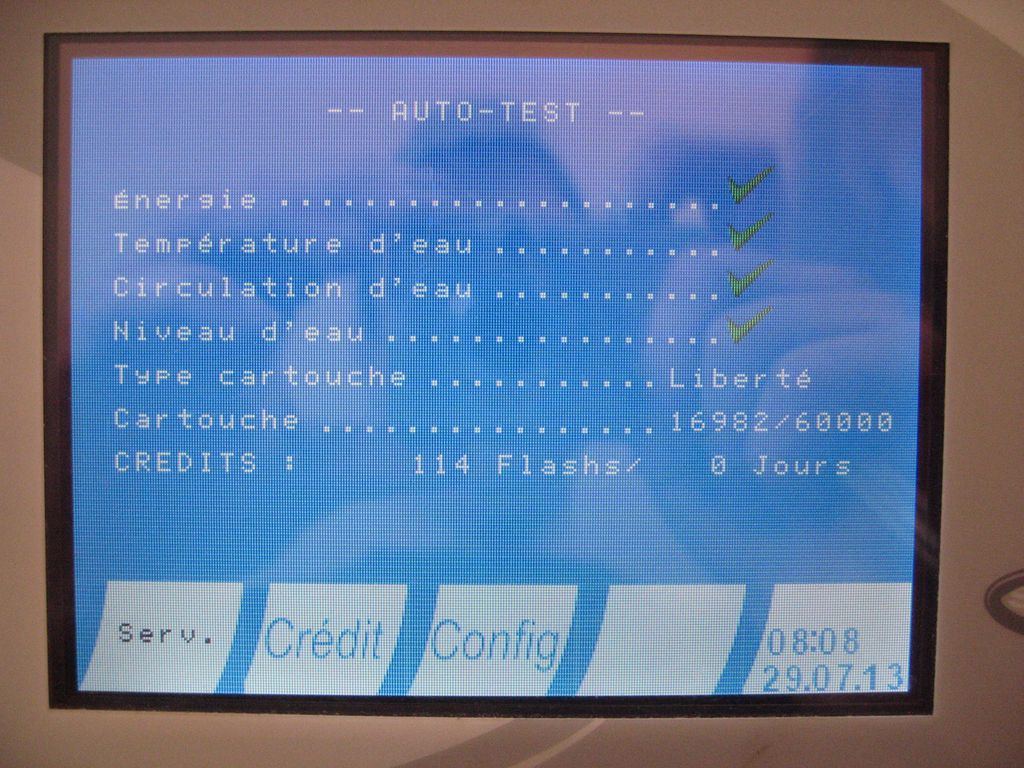 -- AUTO-TEST --
Énergie .....................
Température d'eau ...........
Circulation d'eau ...........
Niveau d'eau ................
Type cartouche ...........Liberté
Cartouche ................16982/60000
CREDITS : 114 Flashs/ 0 Jours
Serv. Crédit Config 08:08
29.07.13